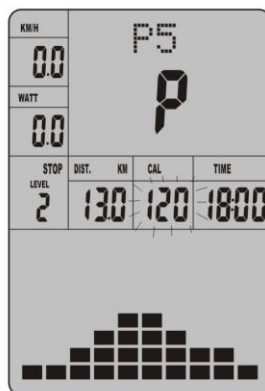 KM/H
0.0
P5
P
WATT
0.0
STOP
LEVEL
2
DIST. KM
13.0
CAL
120
TIME
18:00